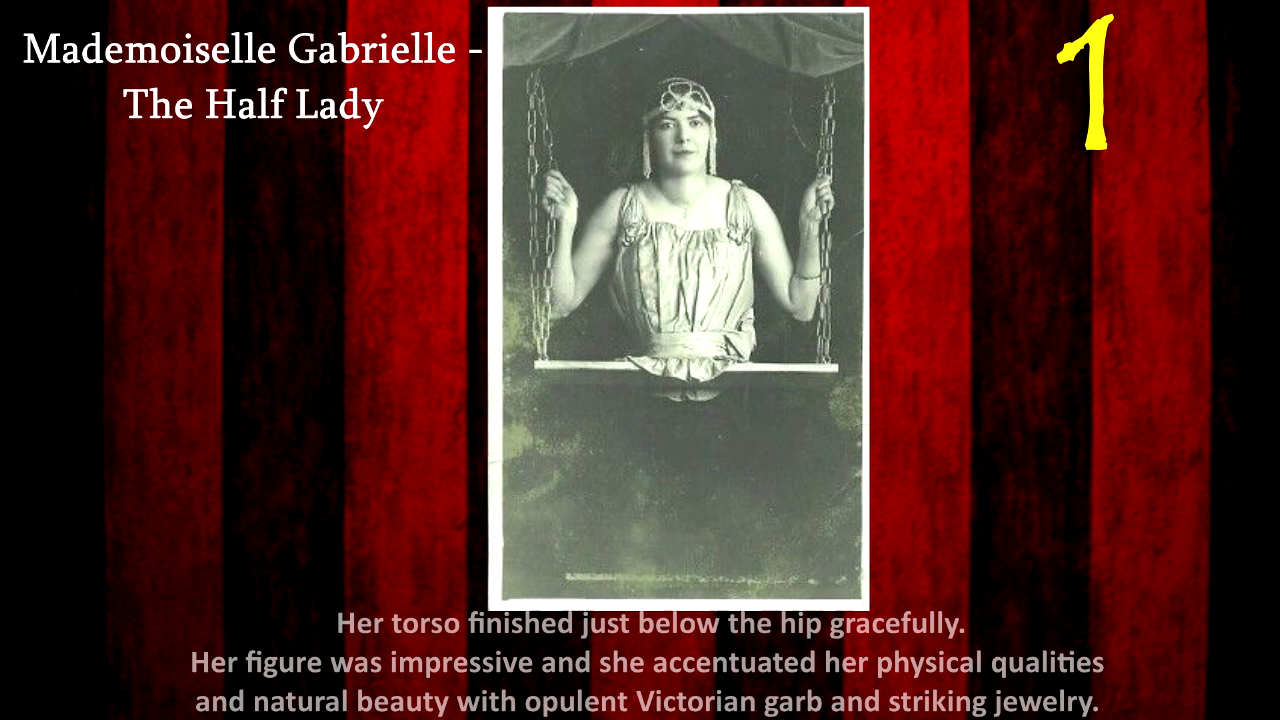 Mademoiselle Gabrielle -
The Half Lady
1
Her torso finished just below the hip gracefully.
Her figure was impressive and she accentuated her physical qualities
and natural beauty with opulent Victorian garb and striking jewelry.